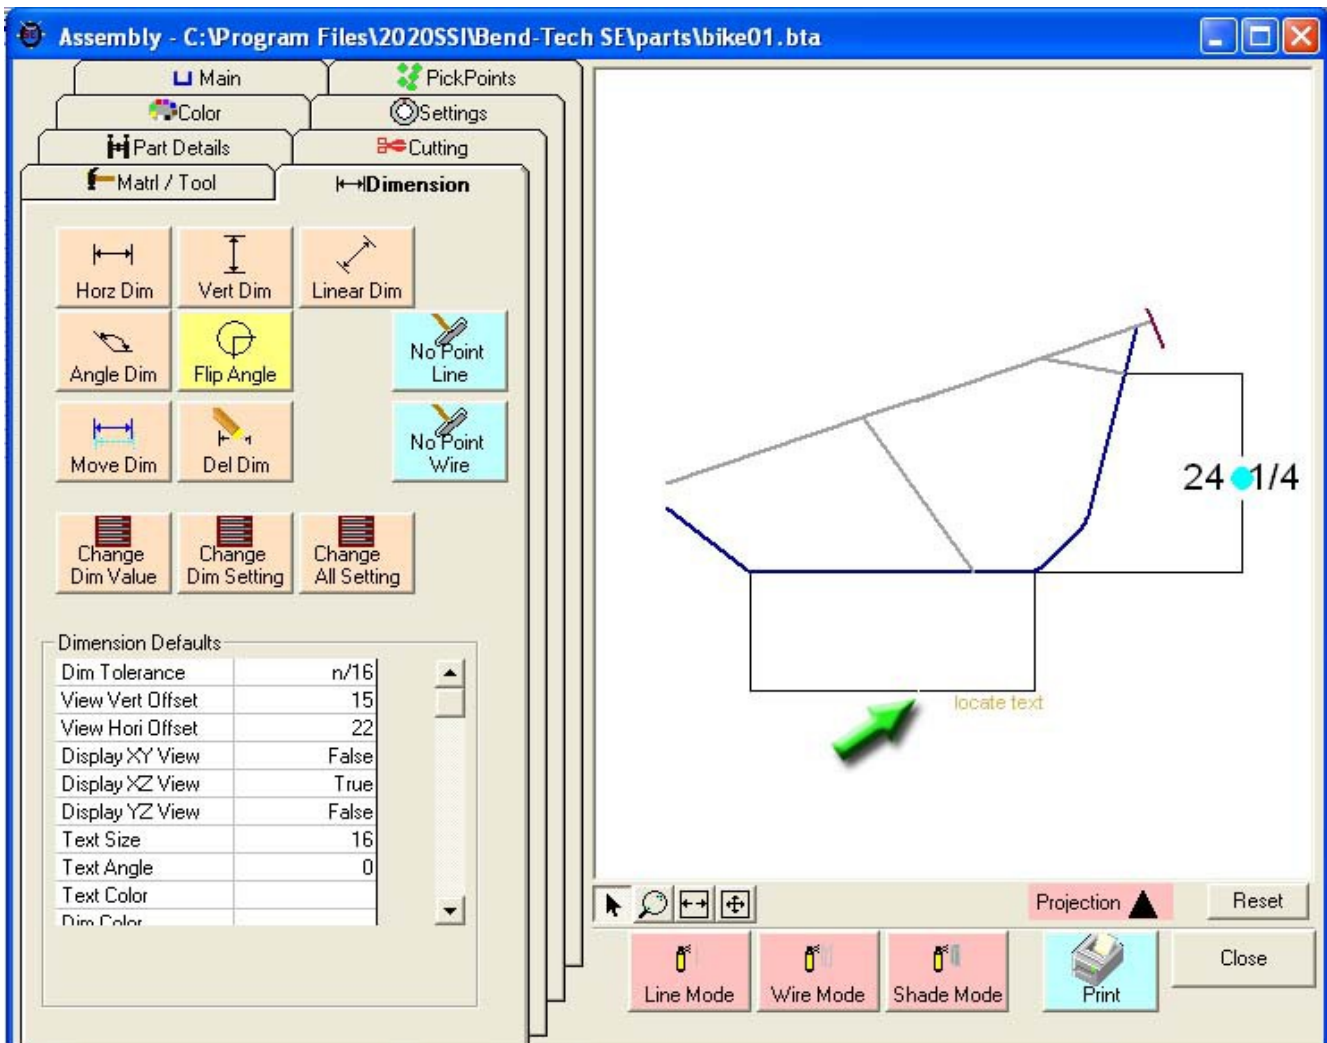 Assembly - C:\Program Files\2020SSI\Bend-Tech SE\parts\bike01.bta
Main
PickPoints
Color
Settings
Part Details
Cutting
Matrl / Tool
Dimension
Horz Dim
Vert Dim
Linear Dim
Angle Dim
Flip Angle
No Point
Line
Move Dim
Del Dim
No Point
Wire
Change
Dim Value
Change
Dim Setting
Change
All Setting
Dimension Defaults
Dim Tolerance n/16
View Vert Offset 15
View Hori Offset 22
Display XY View False
Display XZ View True
Display YZ View False
Text Size 16
Text Angle 0
Text Color
Dim Color
24 1/4
locate text
Projection
Reset
Line Mode
Wire Mode
Shade Mode
Print
Close